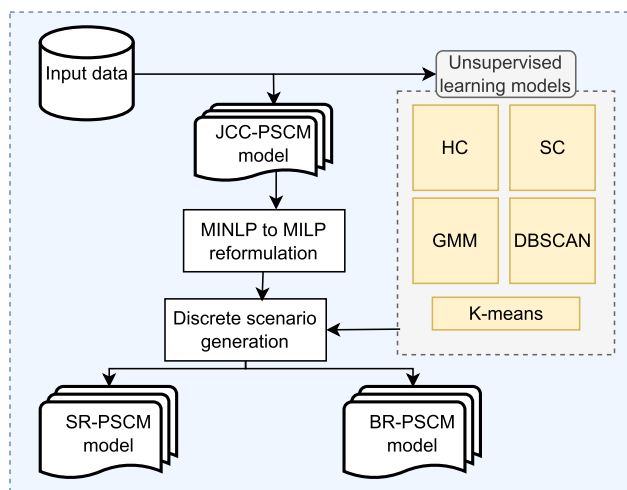 Input data
Unsupervised
learning models
JCC-PSCM
model
HC
SC
MINLP to MILP
reformulation
GMM
DBSCAN
Discrete scenario
generation
K-means
SR-PSCM
model
BR-PSCM
model